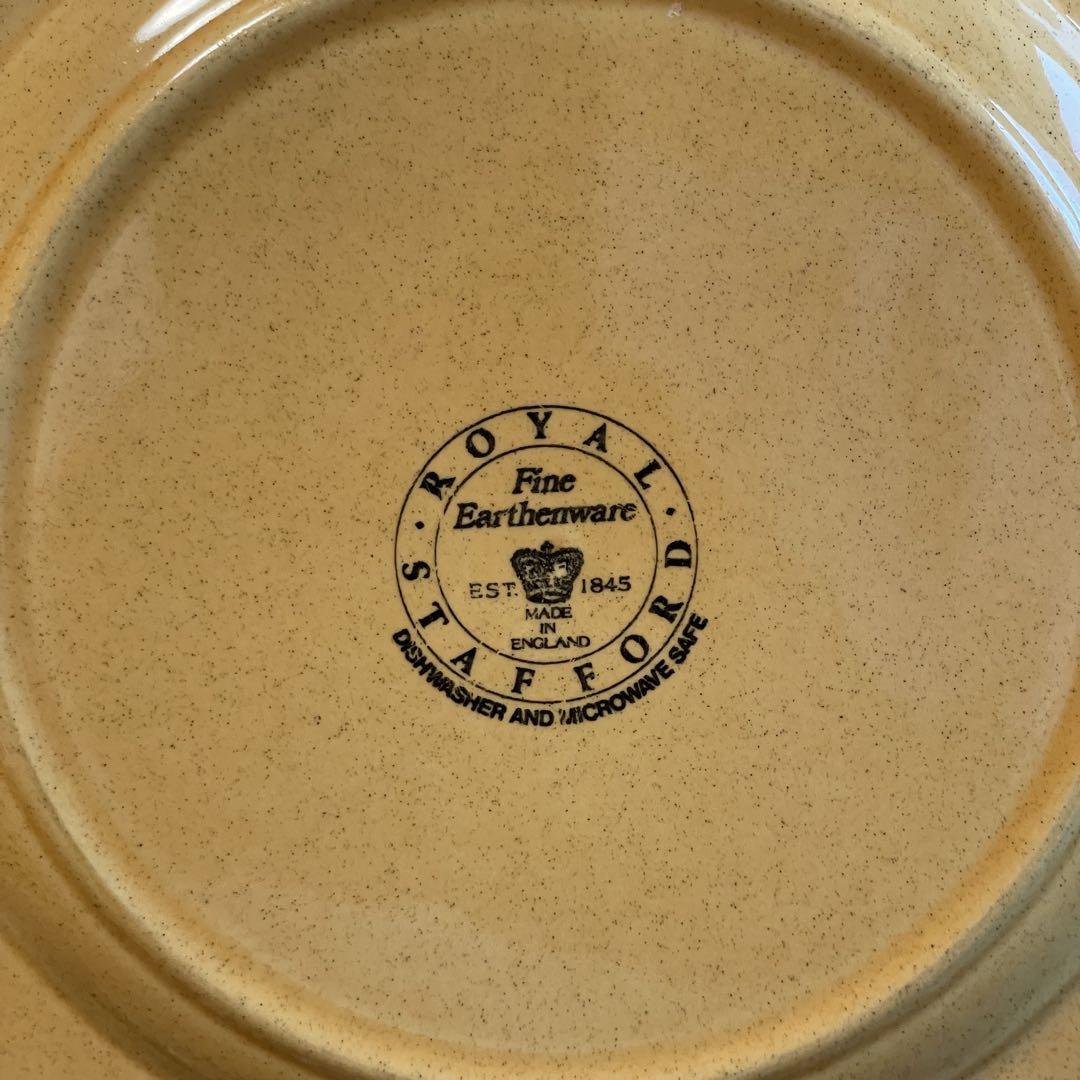 ROYAL
STAFFORD
Fine
Earthenware
EST. 1845
MADE
IN
ENGLAND
DISHWASHER AND MICROWAVE SAFE